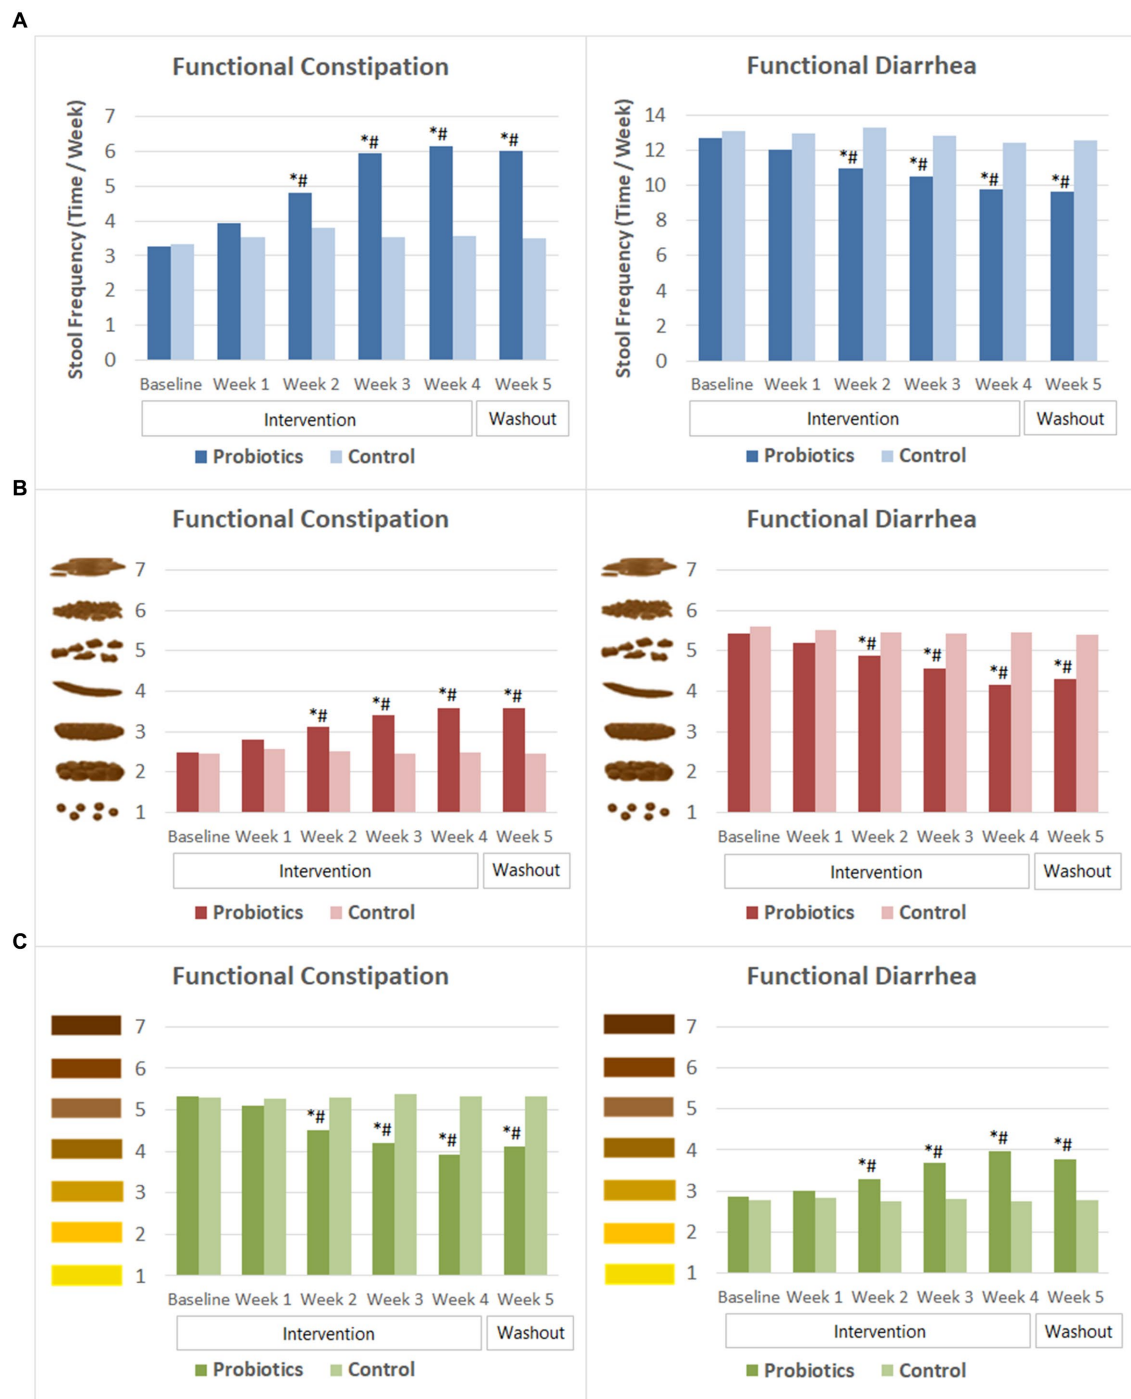 A
Functional Constipation
Stool Frequency (Time / Week)
7
6
5
4
3
2
1
0
*#
*#
*#
*#
Baseline Week 1 Week 2 Week 3 Week 4 Week 5
Intervention Washout
Probiotics Control
Functional Diarrhea
Stool Frequency (Time / Week)
14
12
10
8
6
4
2
0
*#
*#
*#
*#
Baseline Week 1 Week 2 Week 3 Week 4 Week 5
Intervention Washout
Probiotics Control
B
Functional Constipation
7
6
5
4
3
2
1
*#
*#
*#
*#
Baseline Week 1 Week 2 Week 3 Week 4 Week 5
Intervention Washout
Probiotics Control
Functional Diarrhea
7
6
5
4
3
2
1
*#
*#
*#
*#
Baseline Week 1 Week 2 Week 3 Week 4 Week 5
Intervention Washout
Probiotics Control
C
Functional Constipation
7
6
5
4
3
2
1
*#
*#
*#
*#
Baseline Week 1 Week 2 Week 3 Week 4 Week 5
Intervention Washout
Probiotics Control
Functional Diarrhea
7
6
5
4
3
2
1
*#
*#
*#
*#
Baseline Week 1 Week 2 Week 3 Week 4 Week 5
Intervention Washout
Probiotics Control